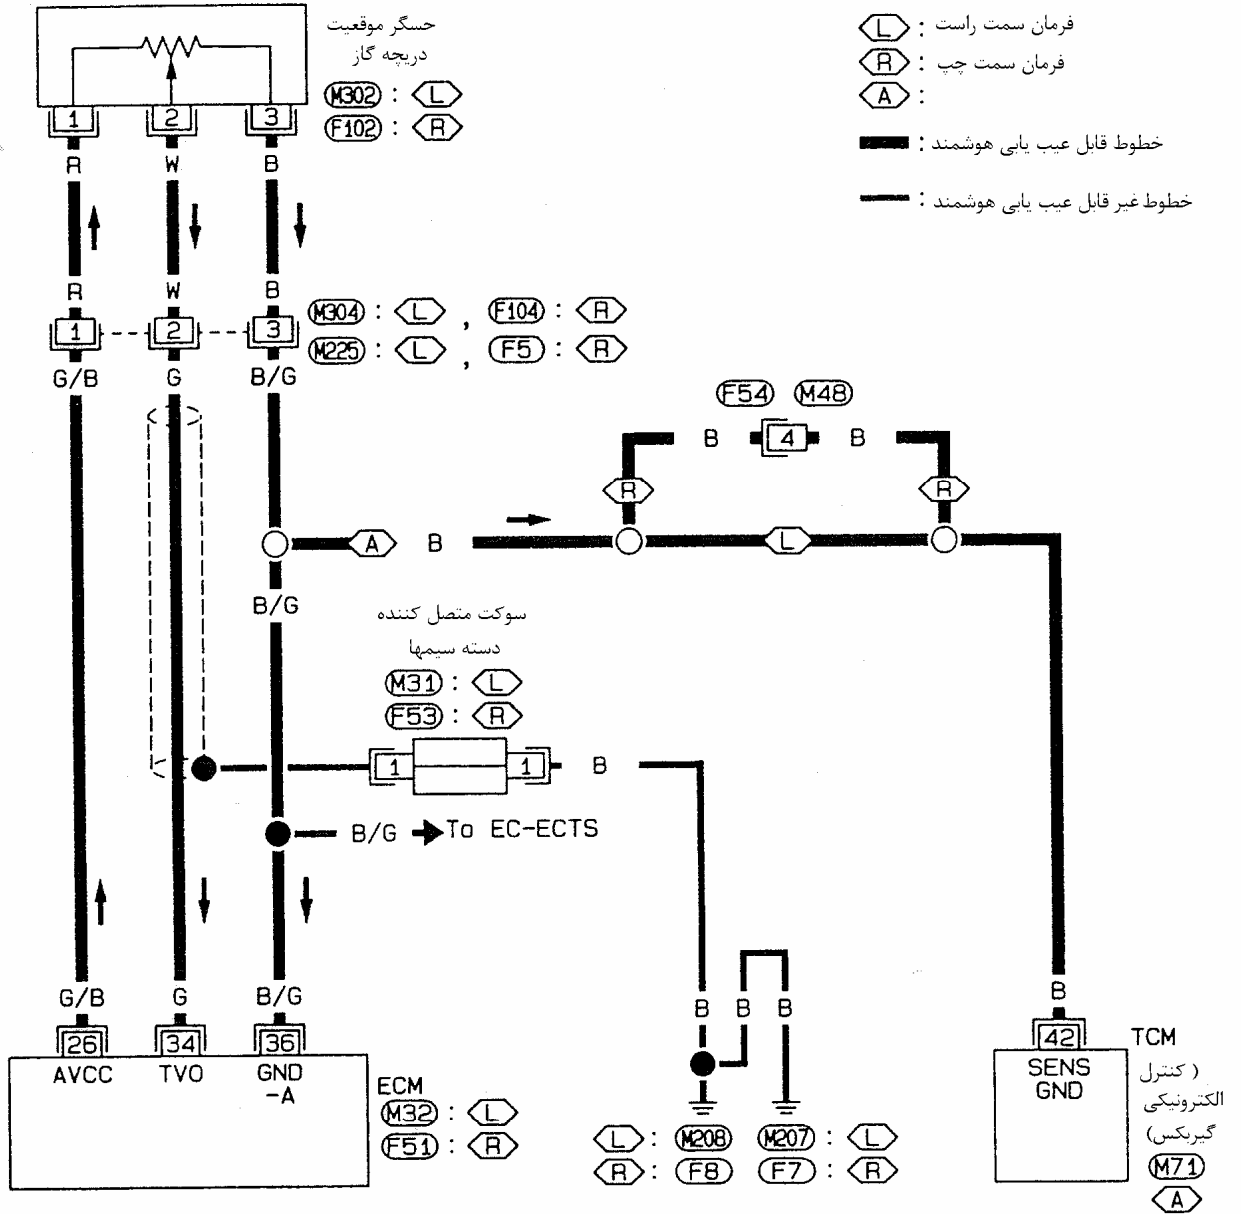 حسگر موقعیت
دریچه گاز
M302 : L
F102 : R
L : فرمان سمت راست
R : فرمان سمت چپ
A :
خطوط قابل عیب یابی هوشمند :
خطوط غیر قابل عیب یابی هوشمند :
1 2 3
R W B
R W B
1 2 3
M304 : L , F104 : R
M225 : L , F5 : R
G/B G B/G
F54 M48
B 4 B
R R
A B L
B/G
سوکت متصل کننده
دسته سیمها
M31 : L
F53 : R
1 1 B
B/G To EC-ECTS
G/B G B/G
B B B
B
26 34 36
AVCC TVO GND
-A
ECM
M32 : L
F51 : R
L : M208 M207 : L
R : F8 F7 : R
42 TCM
SENS
GND
( کنترل
الکترونیکی
گیربکس)
M71
A